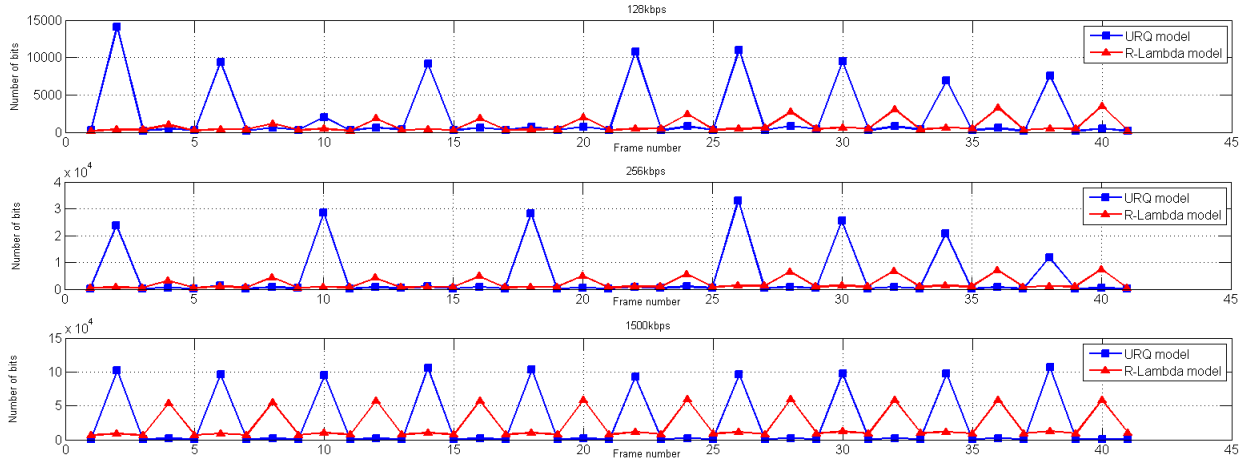 128kbps
Number of bits
15000
10000
5000
0
0 5 10 15 20 25 30 35 40 45
Frame number
URQ model
R-Lambda model
256kbps
x 10^4
Number of bits
4
3
2
1
0
0 5 10 15 20 25 30 35 40 45
Frame number
URQ model
R-Lambda model
1500kbps
x 10^4
Number of bits
15
10
5
0
0 5 10 15 20 25 30 35 40 45
Frame number
URQ model
R-Lambda model